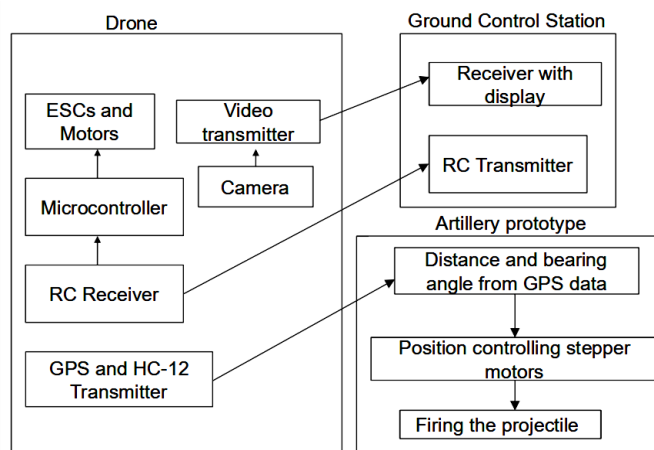 Drone
ESCs and
Motors
Video
transmitter
Camera
Microcontroller
RC Receiver
GPS and HC-12
Transmitter
Ground Control Station
Receiver with
display
RC Transmitter
Artillery prototype
Distance and bearing
angle from GPS data
Position controlling stepper
motors
Firing the projectile